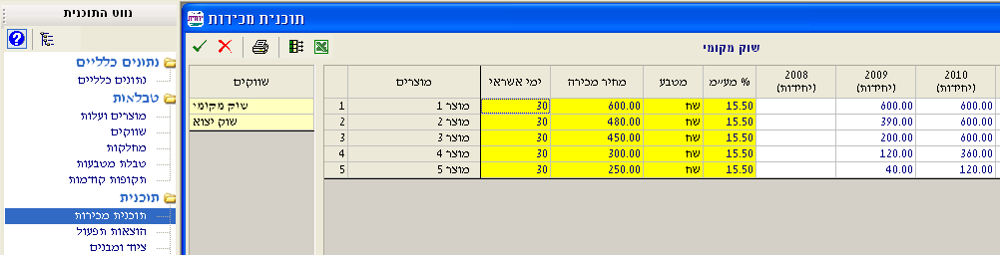 נווט התוכנית
נתונים כלליים
נתונים כלליים
טבלאות
מוצרים ועלות
שווקים
מחלקות
טבלת מטבעות
תקופות קודמות
תוכנית
תוכנית מכירות
הוצאות תפעול
ציוד ומבנים
תוכנית מכירות
שוק מקומי
שווקים
שוק מקומי
שוק יצוא
מוצרים ימי אשראי מחיר מכירה מטבע % מע״מ 2008 (יחידות) 2009 (יחידות) 2010 (יחידות)
1 מוצר 1 30 600.00 שח 15.50 600.00 600.00
2 מוצר 2 30 480.00 שח 15.50 390.00 600.00
3 מוצר 3 30 450.00 שח 15.50 200.00 600.00
4 מוצר 4 30 300.00 שח 15.50 120.00 360.00
5 מוצר 5 30 250.00 שח 15.50 40.00 120.00